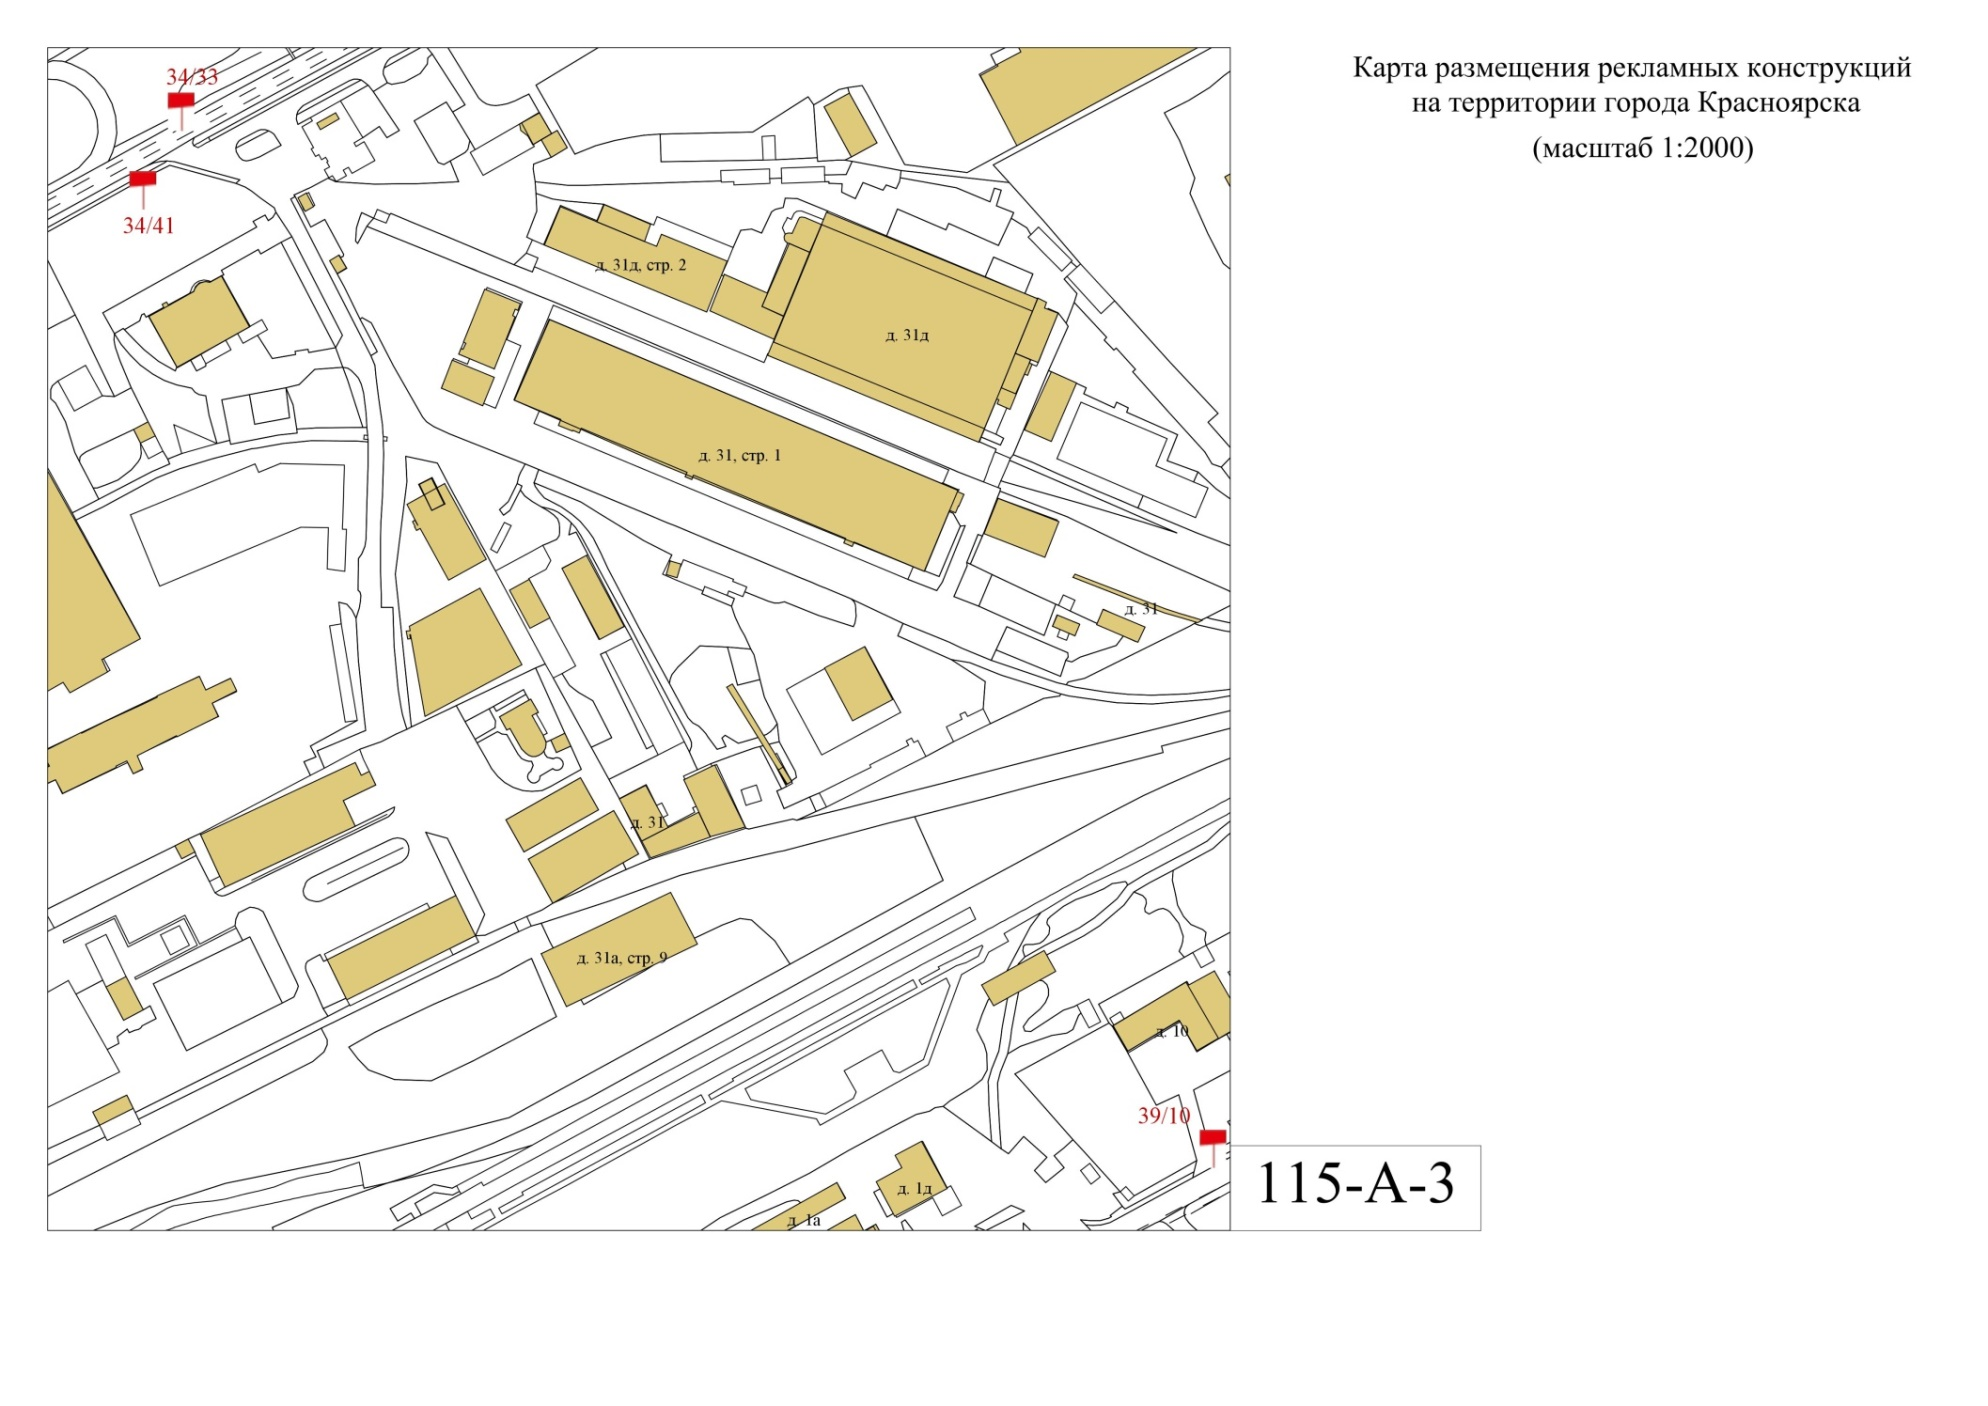 Карта размещения рекламных конструкций
на территории города Красноярска
(масштаб 1:2000)
34/33
34/41
д. 31д, стр. 2
д. 31д
д. 31, стр. 1
д. 31
д. 31
д. 31а, стр. 9
д. 10
39/10
115-А-3
д. 1д
д. 1а